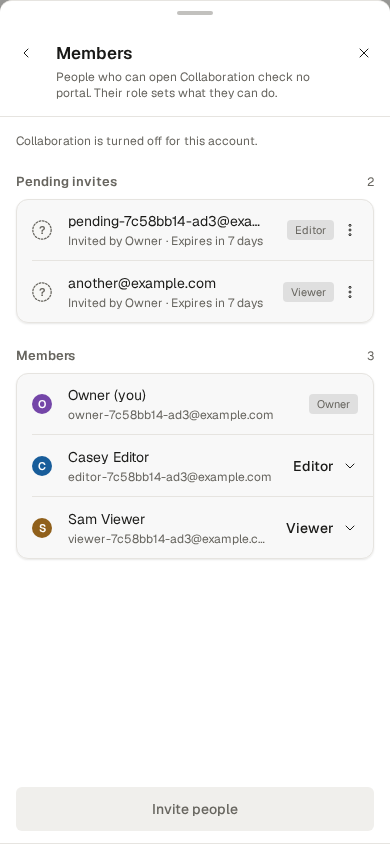 Members
People who can open Collaboration check no
portal. Their role sets what they can do.
Collaboration is turned off for this account.
Pending invites 2
? pending-7c58bb14-ad3@exa... Editor
Invited by Owner · Expires in 7 days
? another@example.com Viewer
Invited by Owner · Expires in 7 days
Members 3
O Owner (you) Owner
owner-7c58bb14-ad3@example.com
C Casey Editor Editor
editor-7c58bb14-ad3@example.com
S Sam Viewer Viewer
viewer-7c58bb14-ad3@example.c...
Invite people